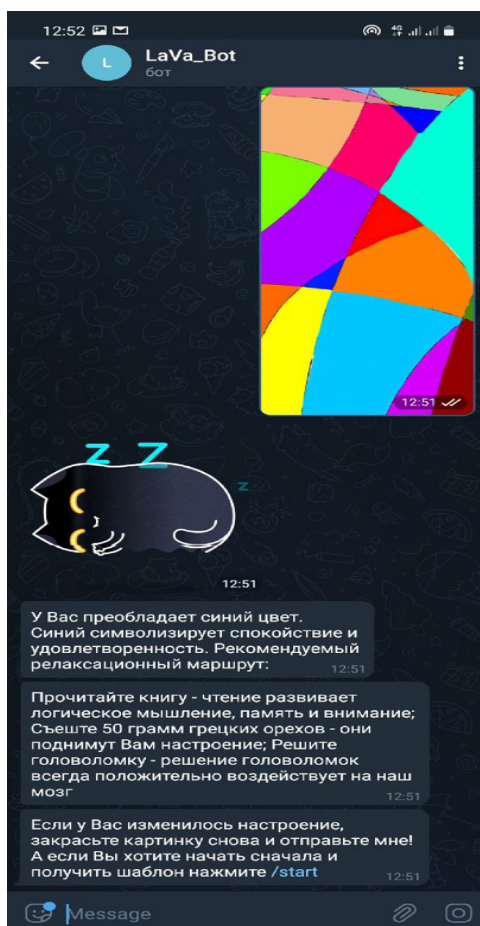 12:52
4G
L
LaVa_Bot
бот
12:51
Z Z
z
12:51
У Вас преобладает синий цвет.
Синий символизирует спокойствие и
удовлетворенность. Рекомендуемый
релаксационный маршрут:
12:51
Прочитайте книгу - чтение развивает
логическое мышление, память и внимание;
Съешьте 50 грамм грецких орехов - они
поднимут Вам настроение; Решите
головоломку - решение головоломок
всегда положительно воздействует на наш
мозг
12:51
Если у Вас изменилось настроение,
закрасьте картинку снова и отправьте мне!
А если Вы хотите начать сначала и
получить шаблон нажмите /start
12:51
Message